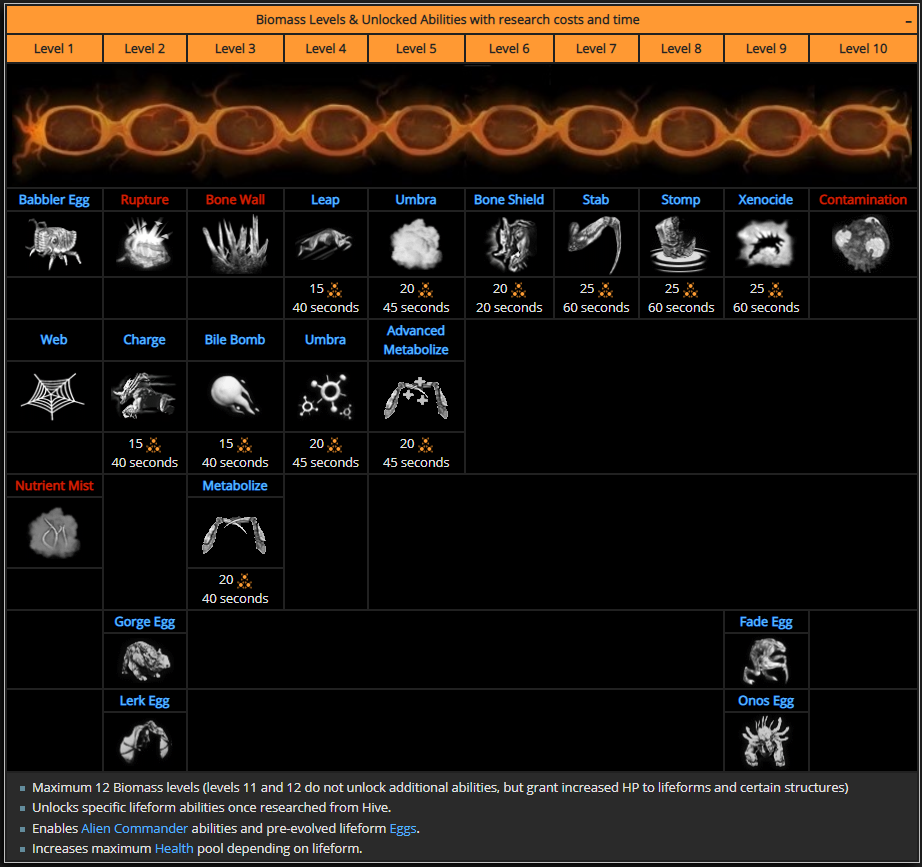 Biomass Levels & Unlocked Abilities with research costs and time –
Level 1 Level 2 Level 3 Level 4 Level 5 Level 6 Level 7 Level 8 Level 9 Level 10
Babbler Egg Rupture Bone Wall Leap Umbra Bone Shield Stab Stomp Xenocide Contamination
15 20 20 25 25 25
40 seconds 45 seconds 20 seconds 60 seconds 60 seconds 60 seconds
Web Charge Bile Bomb Umbra Advanced
Metabolize
15 15 20 20
40 seconds 40 seconds 45 seconds 45 seconds
Nutrient Mist Metabolize
20
40 seconds
Gorge Egg Fade Egg
Lerk Egg Onos Egg
Maximum 12 Biomass levels (levels 11 and 12 do not unlock additional abilities, but grant increased HP to lifeforms and certain structures)
Unlocks specific lifeform abilities once researched from Hive.
Enables Alien Commander abilities and pre-evolved lifeform Eggs.
Increases maximum Health pool depending on lifeform.